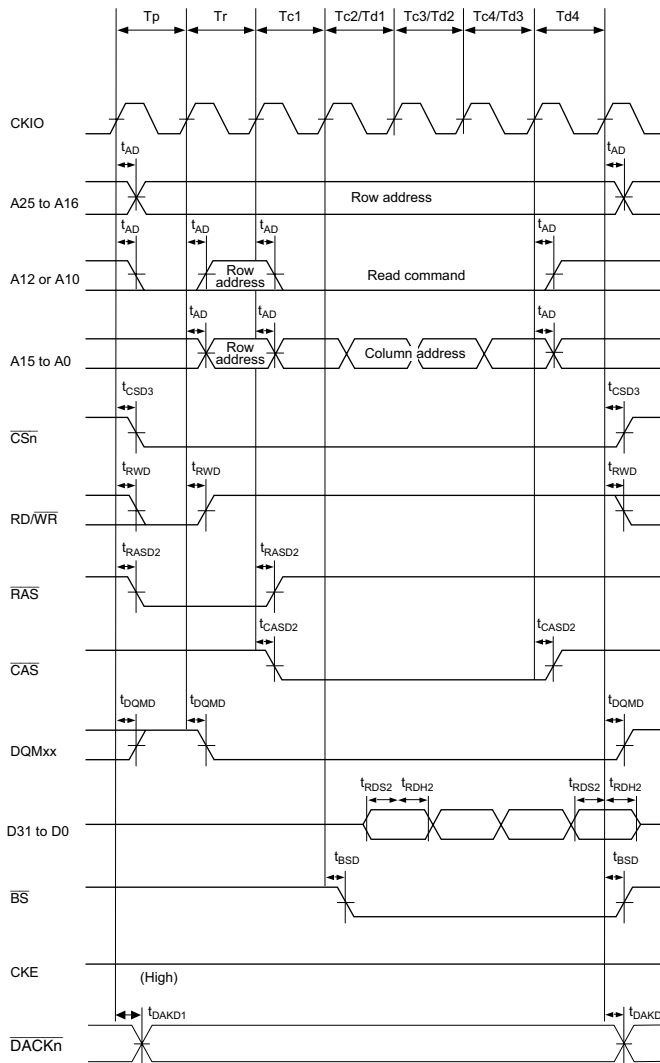 Tp Tr Tc1 Tc2/Td1 Tc3/Td2 Tc4/Td3 Td4
CKIO
tAD tAD
A25 to A16 Row address
tAD tAD tAD tAD
A12 or A10 Row address Read command
tAD tAD tAD
A15 to A0 Row address Column address
tCSD3 tCSD3
CSn
tRWD tRWD tRWD
RD/WR
tRASD2 tRASD2
RAS
tCASD2 tCASD2
CAS
tDQMD tDQMD tDQMD
DQMxx
tRDS2 tRDH2 tRDS2 tRDH2
D31 to D0
tBSD tBSD
BS
CKE (High)
tDAKD1 tDAKD
DACKn